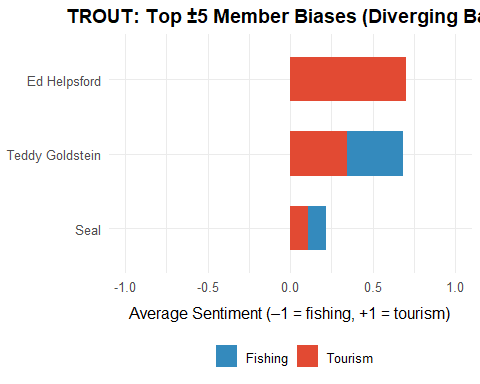 TROUT: Top ±5 Member Biases (Diverging Ba
Ed Helpsford
Teddy Goldstein
Seal
-1.0 -0.5 0.0 0.5 1.0
Average Sentiment (–1 = fishing, +1 = tourism)
Fishing Tourism